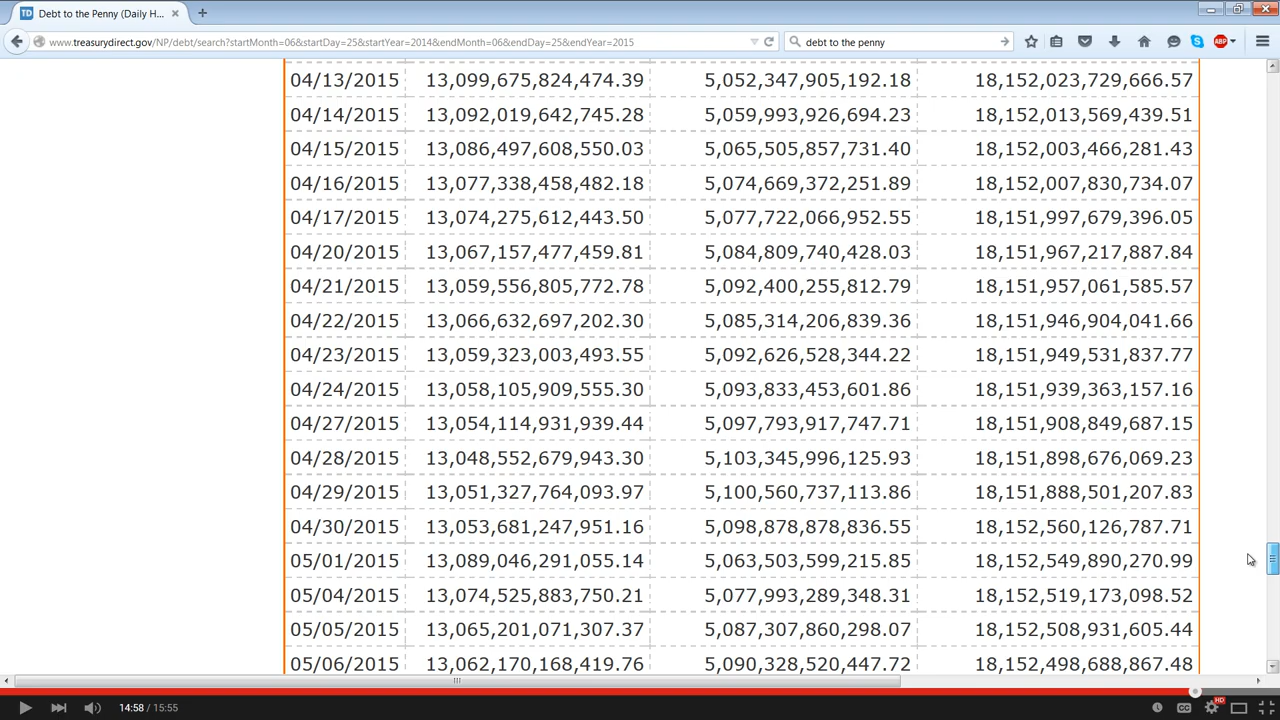 TD Debt to the Penny (Daily H...
www.treasurydirect.gov/NP/debt/search?startMonth=06&startDay=25&startYear=2014&endMonth=06&endDay=25&endYear=2015 debt to the penny ABP
04/13/2015 13,099,675,824,474.39 5,052,347,905,192.18 18,152,023,729,666.57
04/14/2015 13,092,019,642,745.28 5,059,993,926,694.23 18,152,013,569,439.51
04/15/2015 13,086,497,608,550.03 5,065,505,857,731.40 18,152,003,466,281.43
04/16/2015 13,077,338,458,482.18 5,074,669,372,251.89 18,152,007,830,734.07
04/17/2015 13,074,275,612,443.50 5,077,722,066,952.55 18,151,997,679,396.05
04/20/2015 13,067,157,477,459.81 5,084,809,740,428.03 18,151,967,217,887.84
04/21/2015 13,059,556,805,772.78 5,092,400,255,812.79 18,151,957,061,585.57
04/22/2015 13,066,632,697,202.30 5,085,314,206,839.36 18,151,946,904,041.66
04/23/2015 13,059,323,003,493.55 5,092,626,528,344.22 18,151,949,531,837.77
04/24/2015 13,058,105,909,555.30 5,093,833,453,601.86 18,151,939,363,157.16
04/27/2015 13,054,114,931,939.44 5,097,793,917,747.71 18,151,908,849,687.15
04/28/2015 13,048,552,679,943.30 5,103,345,996,125.93 18,151,898,676,069.23
04/29/2015 13,051,327,764,093.97 5,100,560,737,113.86 18,151,888,501,207.83
04/30/2015 13,053,681,247,951.16 5,098,878,878,836.55 18,152,560,126,787.71
05/01/2015 13,089,046,291,055.14 5,063,503,599,215.85 18,152,549,890,270.99
05/04/2015 13,074,525,883,750.21 5,077,993,289,348.31 18,152,519,173,098.52
05/05/2015 13,065,201,071,307.37 5,087,307,860,298.07 18,152,508,931,605.44
05/06/2015 13,062,170,168,419.76 5,090,328,520,447.72 18,152,498,688,867.48
14:58 / 15:55 CC HD